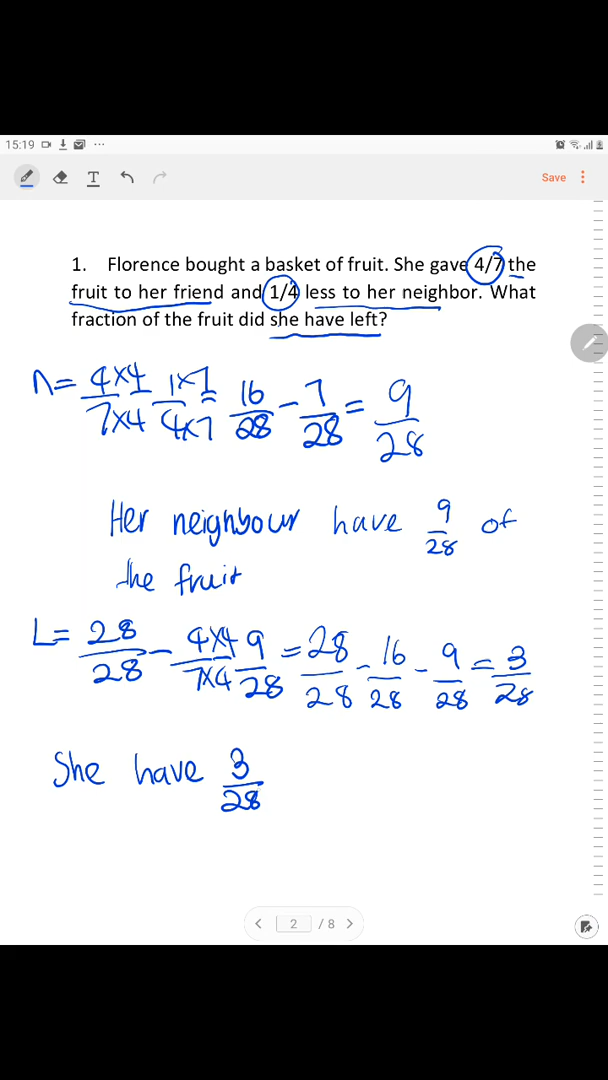 15:19
T
Save
1. Florence bought a basket of fruit. She gave 4/7 the
fruit to her friend and 1/4 less to her neighbor. What
fraction of the fruit did she have left?
n= 4×4/7×4 - 1×7/4×7 = 16/28 - 7/28 = 9/28
Her neighbour have 9/28 of
the fruit
L= 28/28 - 4×4/7×4 - 9/28 = 28/28 - 16/28 - 9/28 = 3/28
She have 3/28
< 2 / 8 >